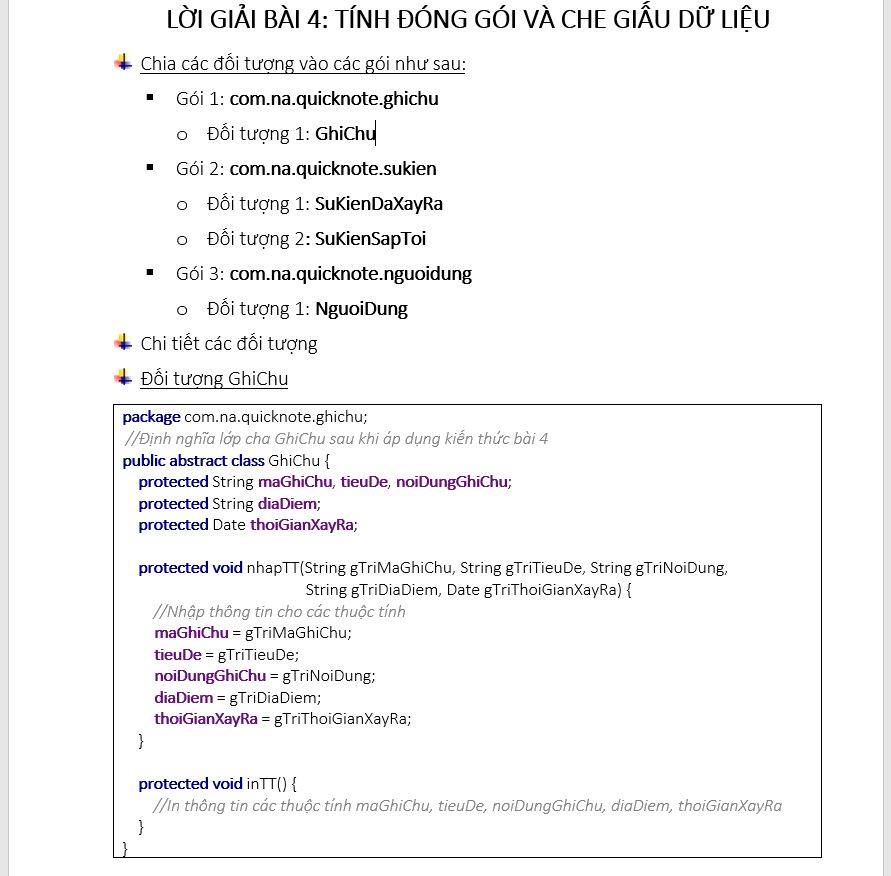 LỜI GIẢI BÀI 4: TÍNH ĐÓNG GÓI VÀ CHE GIẤU DỮ LIỆU
Chia các đối tượng vào các gói như sau:
▪ Gói 1: com.na.quicknote.ghichu
o Đối tượng 1: GhiChu
▪ Gói 2: com.na.quicknote.sukien
o Đối tượng 1: SuKienDaXayRa
o Đối tượng 2: SuKienSapToi
▪ Gói 3: com.na.quicknote.nguoidung
o Đối tượng 1: NguoiDung
Chi tiết các đối tượng
Đối tượng GhiChu
package com.na.quicknote.ghichu;
//Định nghĩa lớp cha GhiChu sau khi áp dụng kiến thức bài 4
public abstract class GhiChu {
protected String maGhiChu, tieuDe, noiDungGhiChu;
protected String diaDiem;
protected Date thoiGianXayRa;
protected void nhapTT(String gTriMaGhiChu, String gTriTieuDe, String gTriNoiDung,
String gTriDiaDiem, Date gTriThoiGianXayRa) {
//Nhập thông tin cho các thuộc tính
maGhiChu = gTriMaGhiChu;
tieuDe = gTriTieuDe;
noiDungGhiChu = gTriNoiDung;
diaDiem = gTriDiaDiem;
thoiGianXayRa = gTriThoiGianXayRa;
}
protected void inTT() {
//In thông tin các thuộc tính maGhiChu, tieuDe, noiDungGhiChu, diaDiem, thoiGianXayRa
}
}